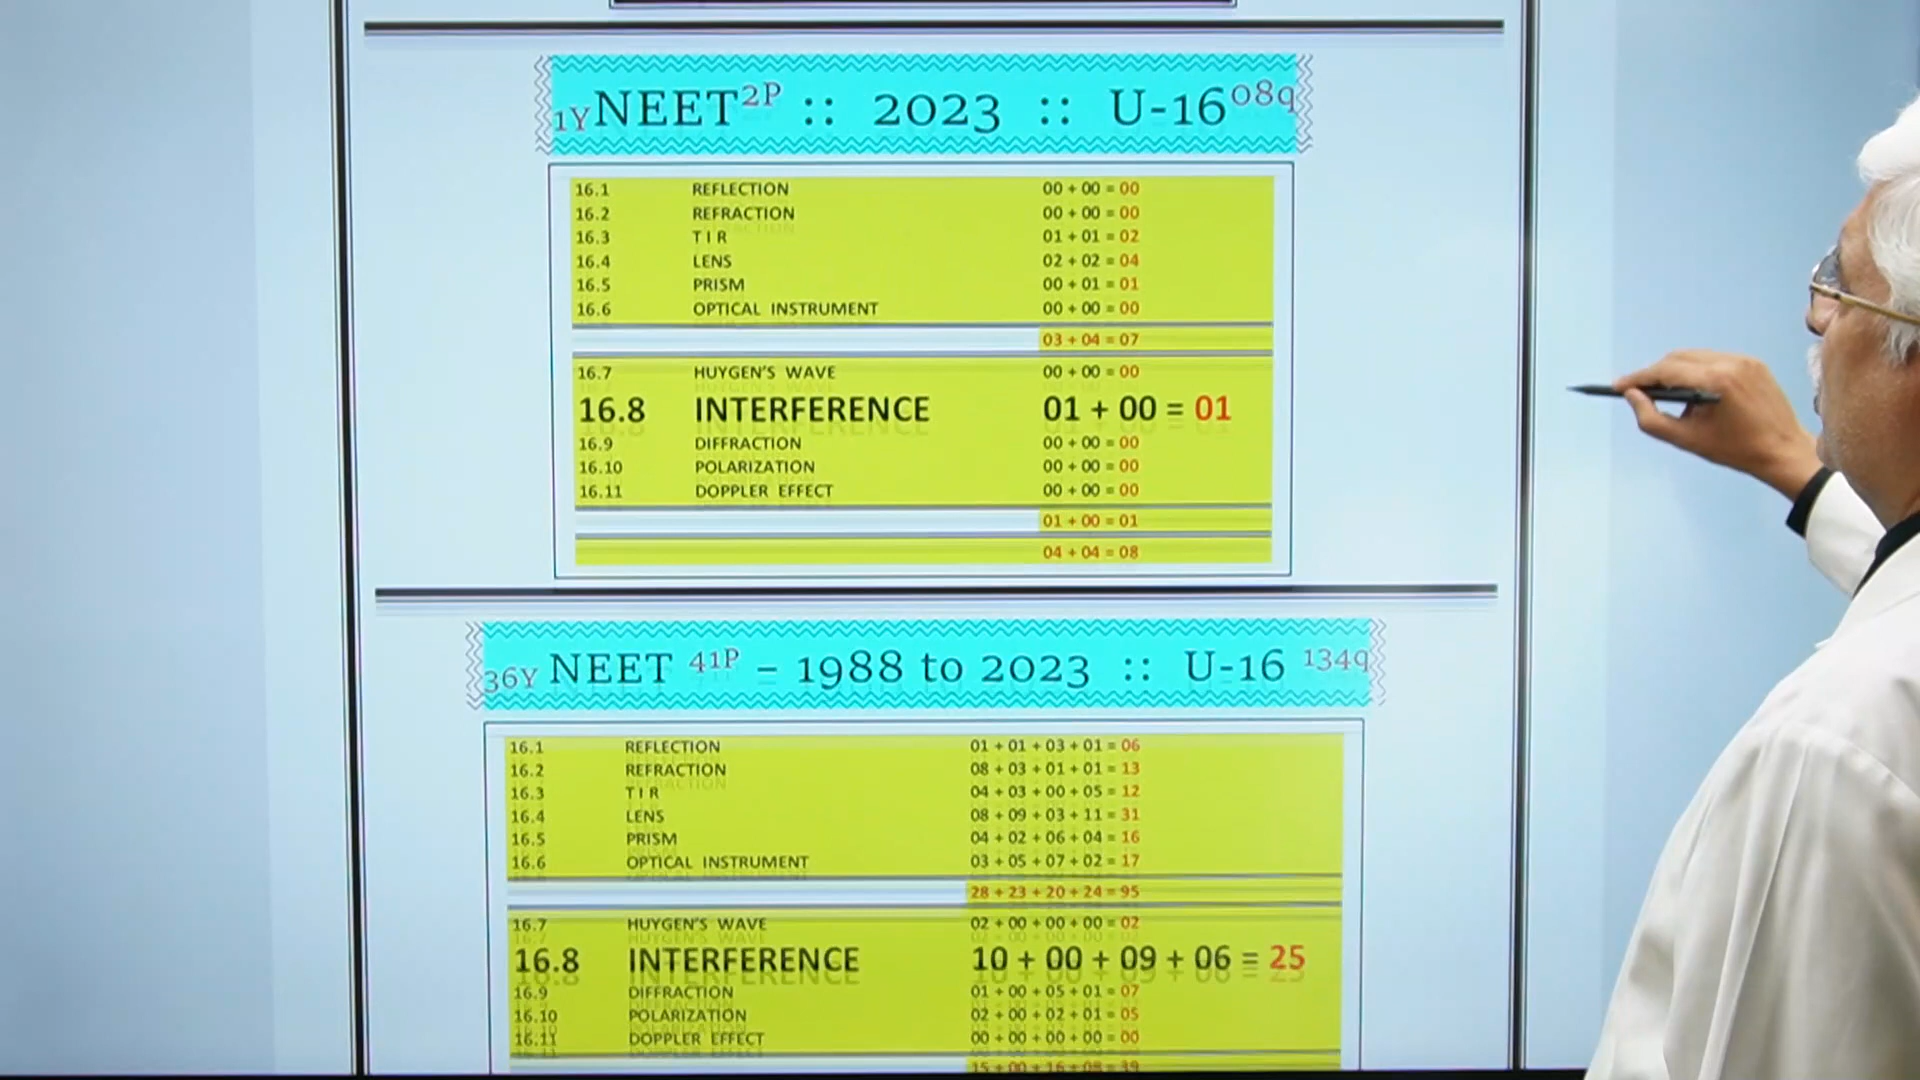 1YNEET2P :: 2023 :: U-1608q
16.1 REFLECTION 00 + 00 = 00
16.2 REFRACTION 00 + 00 = 00
16.3 T I R 01 + 01 = 02
16.4 LENS 02 + 02 = 04
16.5 PRISM 00 + 01 = 01
16.6 OPTICAL INSTRUMENT 00 + 00 = 00
03 + 04 = 07
16.7 HUYGEN'S WAVE 00 + 00 = 00
16.8 INTERFERENCE 01 + 00 = 01
16.9 DIFFRACTION 00 + 00 = 00
16.10 POLARIZATION 00 + 00 = 00
16.11 DOPPLER EFFECT 00 + 00 = 00
01 + 00 = 01
04 + 04 = 08
36Y NEET 41P – 1988 to 2023 :: U-16 134q
16.1 REFLECTION 01 + 01 + 03 + 01 = 06
16.2 REFRACTION 08 + 03 + 01 + 01 = 13
16.3 T I R 04 + 03 + 00 + 05 = 12
16.4 LENS 08 + 09 + 03 + 11 = 31
16.5 PRISM 04 + 02 + 06 + 04 = 16
16.6 OPTICAL INSTRUMENT 03 + 05 + 07 + 02 = 17
28 + 23 + 20 + 24 = 95
16.7 HUYGEN'S WAVE 02 + 00 + 00 + 00 = 02
16.8 INTERFERENCE 10 + 00 + 09 + 06 = 25
16.9 DIFFRACTION 01 + 00 + 05 + 01 = 07
16.10 POLARIZATION 02 + 00 + 02 + 01 = 05
16.11 DOPPLER EFFECT 00 + 00 + 00 + 00 = 00
15 + 00 + 16 + 08 = 39